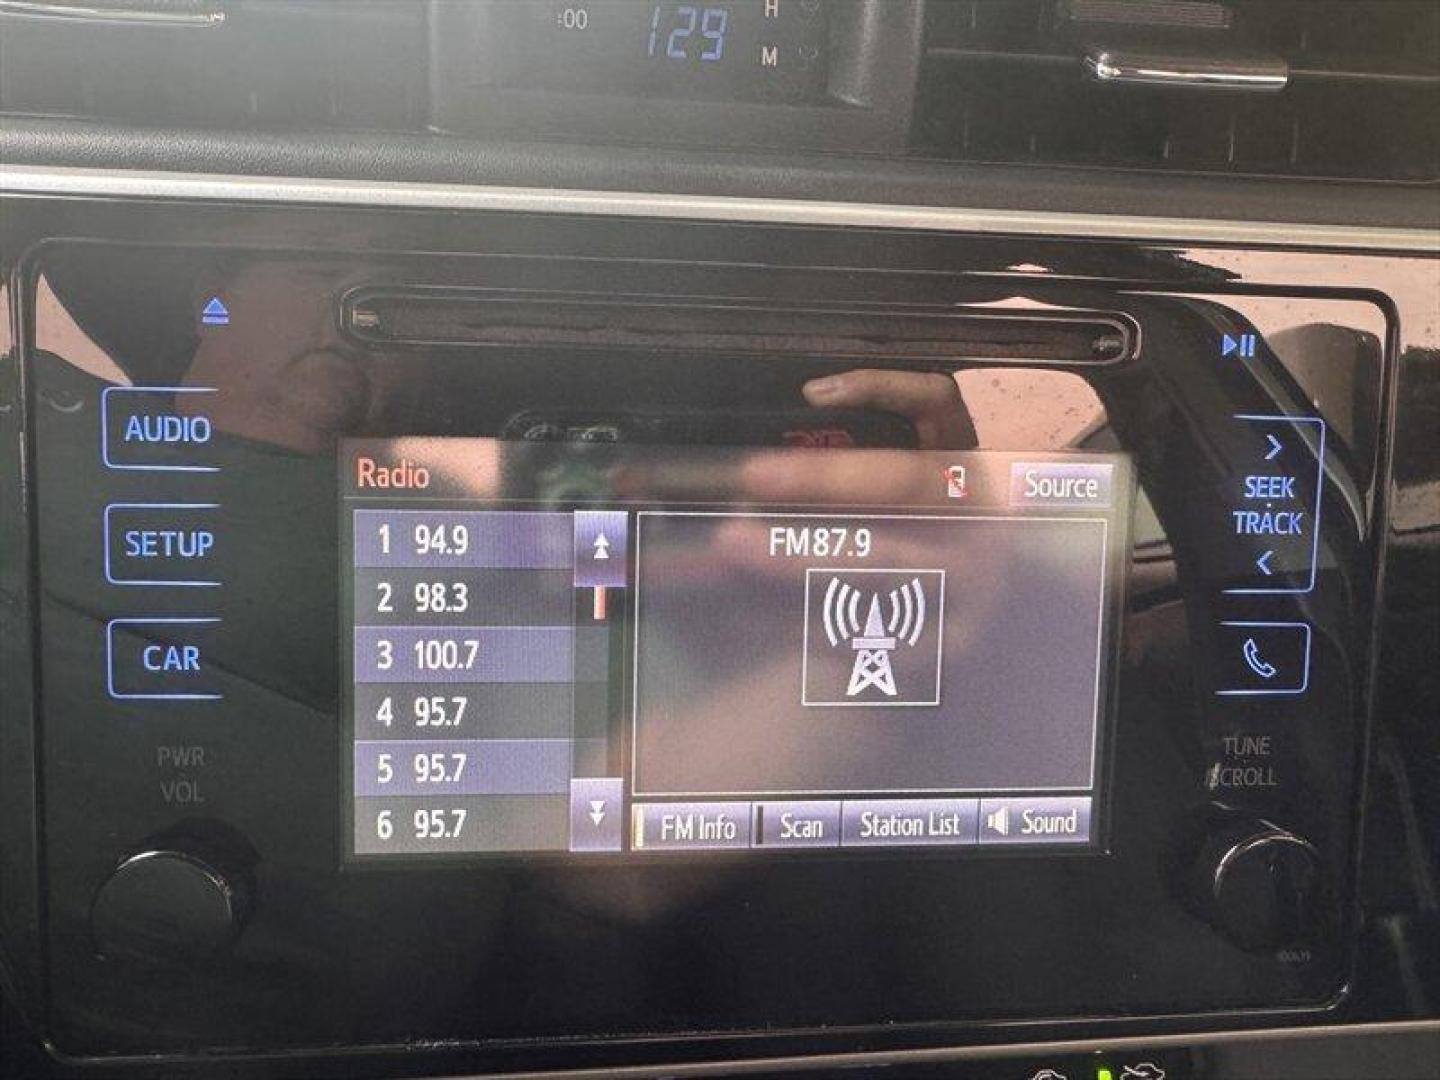 :00 129 H
M
AUDIO
SETUP
CAR
PWR
VOL
Radio
Source
1 94.9
2 98.3
3 100.7
4 95.7
5 95.7
6 95.7
FM87.9
FM Info
Scan
Station List
Sound
SEEK
TRACK
TUNE
SCROLL